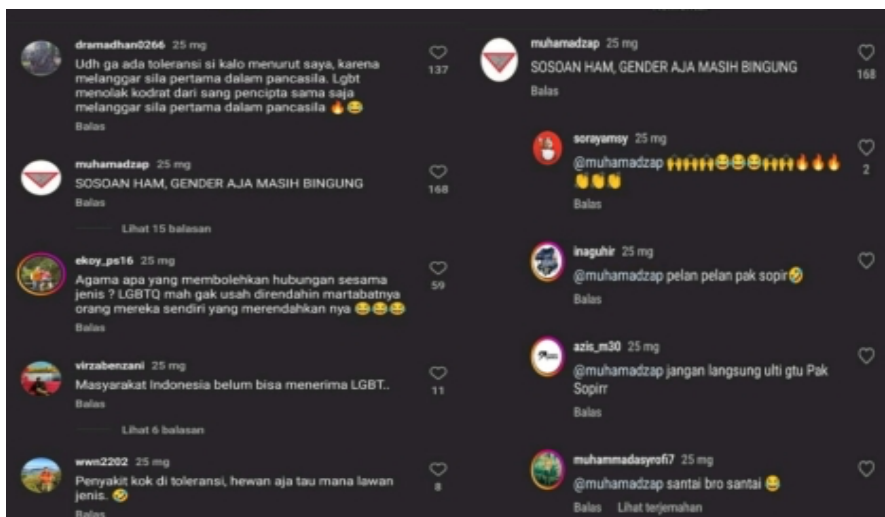 dramadhan0266 25 mg
Udh ga ada toleransi si kalo menurut saya, karena
melanggar sila pertama dalam pancasila. Lgbt
menolak kodrat dari sang pencipta sama saja
melanggar sila pertama dalam pancasila 🔥😂
137
Balas
muhamadzap 25 mg
SOSOAN HAM, GENDER AJA MASIH BINGUNG
168
Balas
Lihat 15 balasan
ekoy_ps16 25 mg
Agama apa yang membolehkan hubungan sesama
jenis ? LGBTQ mah gak usah direndahin martabatnya
orang mereka sendiri yang merendahkan nya 😂😂😂
59
Balas
virzabenzani 25 mg
Masyarakat Indonesia belum bisa menerima LGBT..
11
Balas
Lihat 6 balasan
wwn2202 25 mg
Penyakit kok di toleransi, hewan aja tau mana lawan
jenis. 🤣
8
Balas
muhamadzap 25 mg
SOSOAN HAM, GENDER AJA MASIH BINGUNG
168
Balas
sorayamsy 25 mg
@muhamadzap 🙌🙌🙌😂😂😂🙌🙌🔥🔥🔥
👏👏👏
2
Balas
inaguhir 25 mg
@muhamadzap pelan pelan pak sopir🤣
Balas
azis_m30 25 mg
@muhamadzap jangan langsung ulti gtu Pak
Sopirr
Balas
muhammadasyrofi7 25 mg
@muhamadzap santai bro santai 😂
Balas Lihat terjemahan